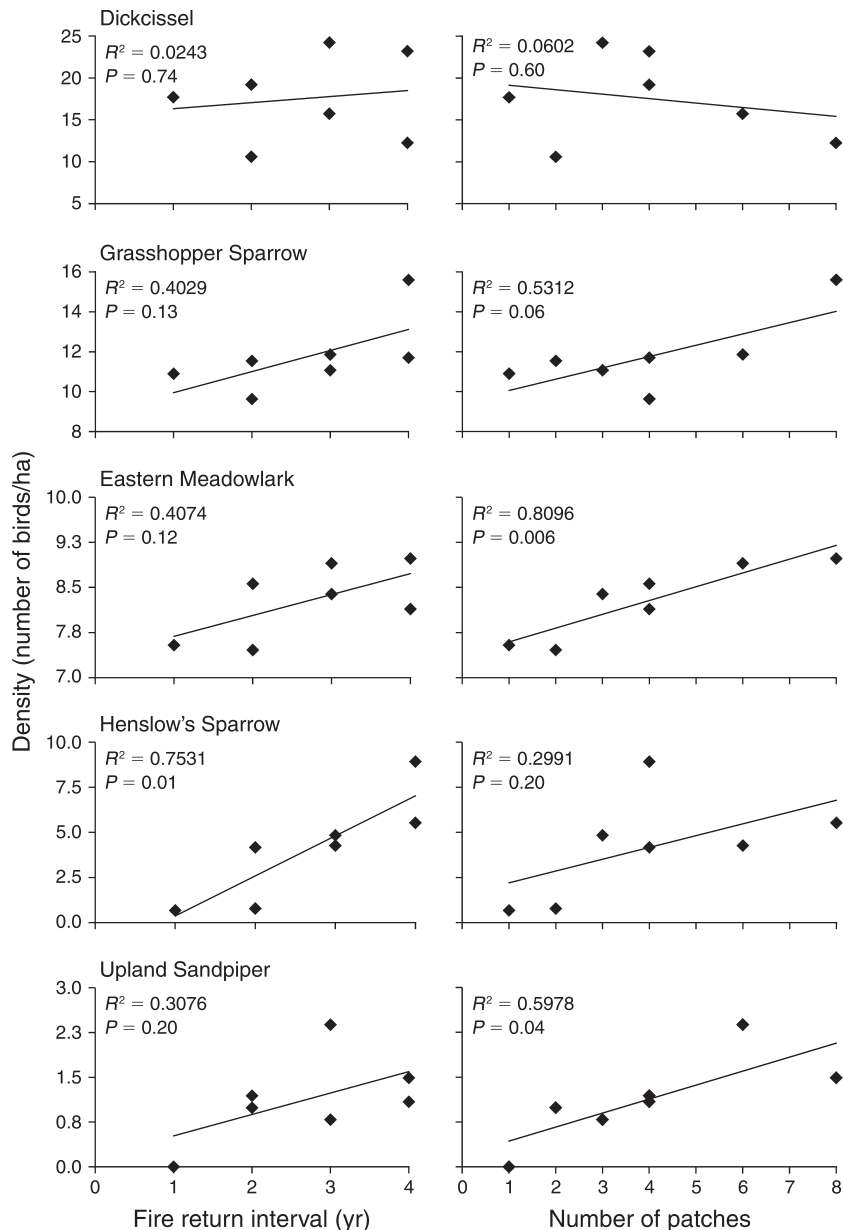 Dickcissel
R² = 0.0243
P = 0.74
25
20
15
10
5
R² = 0.0602
P = 0.60
Grasshopper Sparrow
R² = 0.4029
P = 0.13
16
14
12
10
8
R² = 0.5312
P = 0.06
Eastern Meadowlark
R² = 0.4074
P = 0.12
10.0
9.3
8.5
7.8
7.0
R² = 0.8096
P = 0.006
Density (number of birds/ha)
Henslow's Sparrow
R² = 0.7531
P = 0.01
10.0
7.5
5.0
2.5
0.0
R² = 0.2991
P = 0.20
Upland Sandpiper
R² = 0.3076
P = 0.20
3.0
2.3
1.5
0.8
0.0
0 1 2 3 4
Fire return interval (yr)
R² = 0.5978
P = 0.04
0 1 2 3 4 5 6 7 8
Number of patches